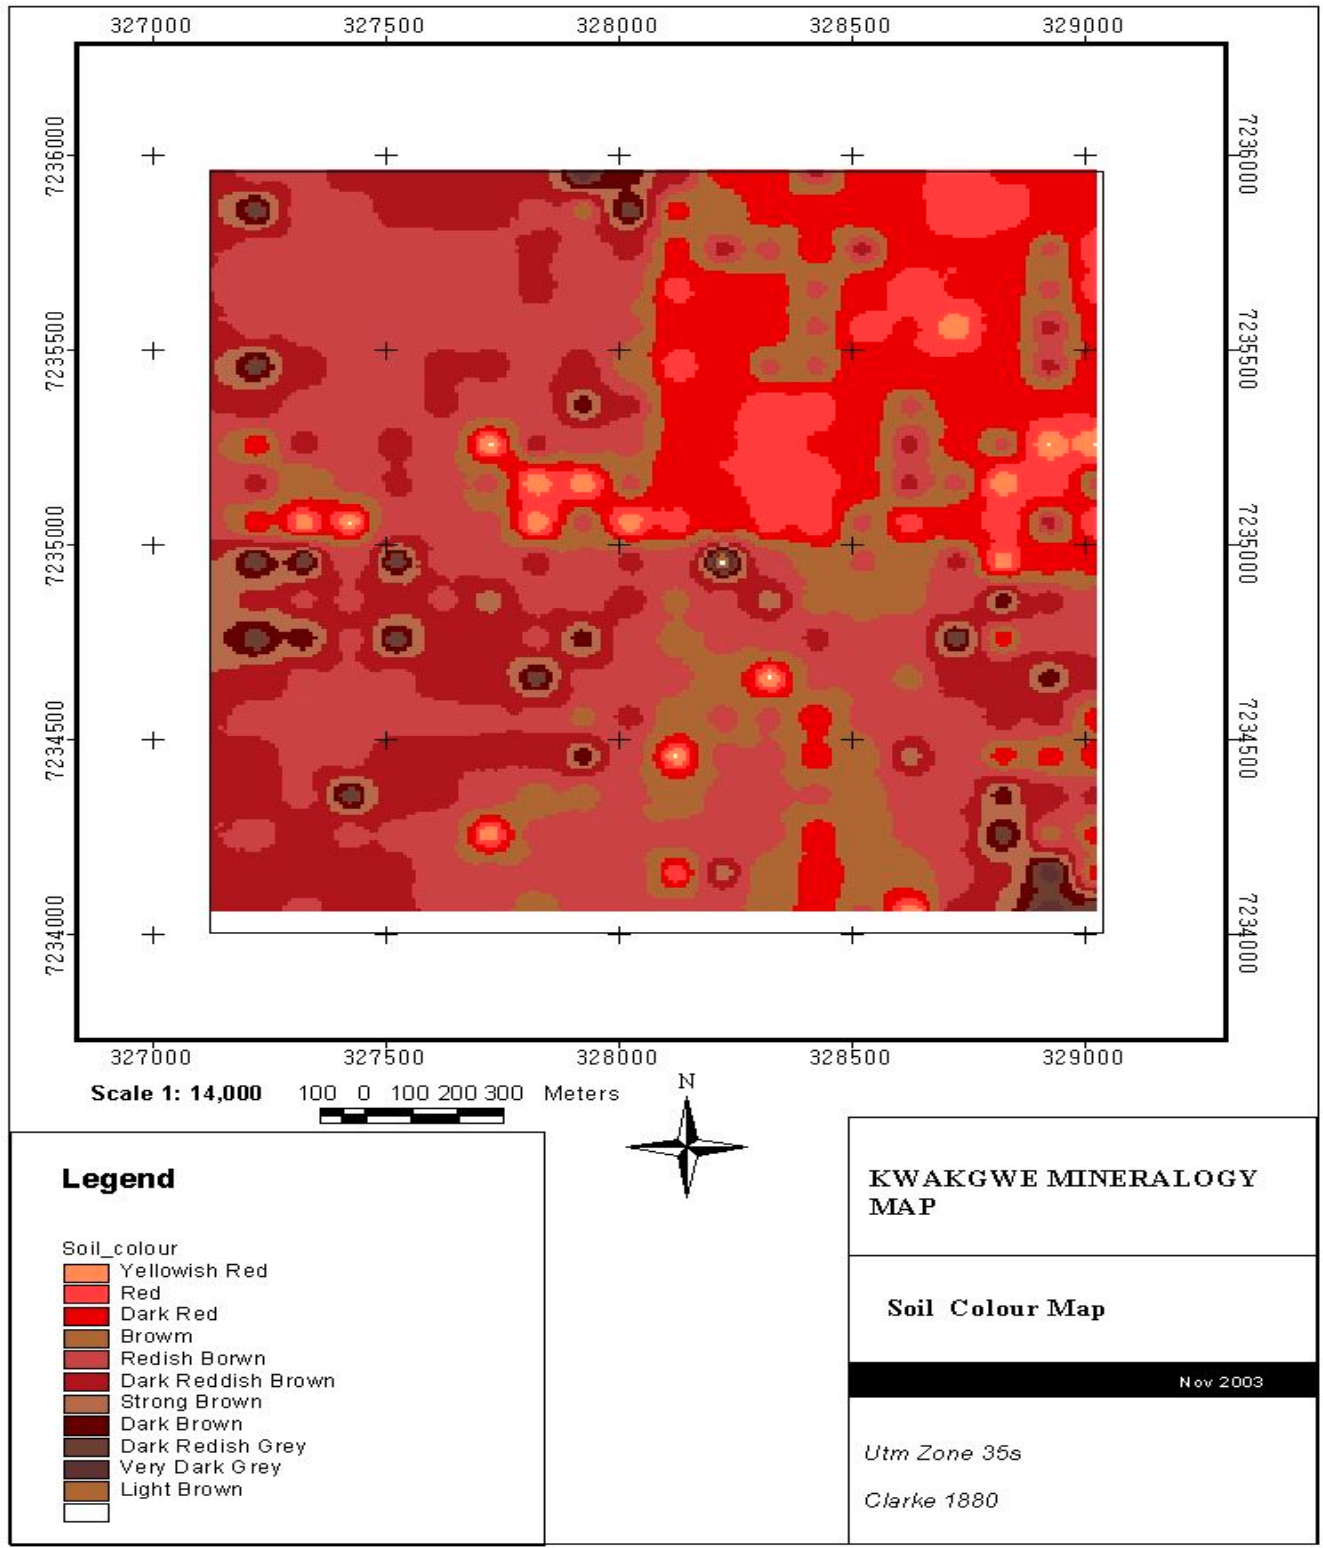 327000 327500 328000 328500 329000
7236000 7236000
7235500 7235500
7235000 7235000
7234500 7234500
7234000 7234000
327000 327500 328000 328500 329000
Scale 1: 14,000 100 0 100 200 300 Meters
N
Legend
Soil_colour
Yellowish Red
Red
Dark Red
Browm
Redish Borwn
Dark Reddish Brown
Strong Brown
Dark Brown
Dark Redish Grey
Very Dark Grey
Light Brown
KWAKGWE MINERALOGY
MAP
Soil Colour Map
Nov 2003
Utm Zone 35s
Clarke 1880